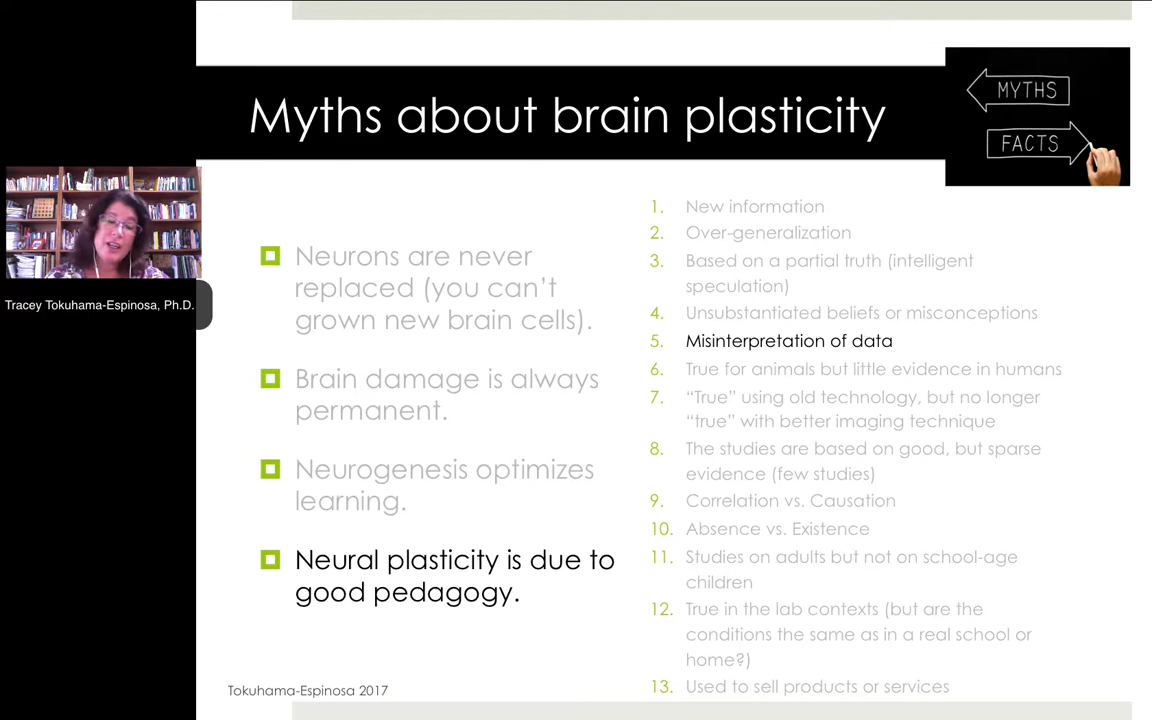 Myths about brain plasticity
MYTHS
FACTS
Tracey Tokuhama-Espinosa, Ph.D.
Neurons are never
replaced (you can’t
grown new brain cells).
Brain damage is always
permanent.
Neurogenesis optimizes
learning.
Neural plasticity is due to
good pedagogy.
1. New information
2. Over-generalization
3. Based on a partial truth (intelligent
speculation)
4. Unsubstantiated beliefs or misconceptions
5. Misinterpretation of data
6. True for animals but little evidence in humans
7. “True” using old technology, but no longer
“true” with better imaging technique
8. The studies are based on good, but sparse
evidence (few studies)
9. Correlation vs. Causation
10. Absence vs. Existence
11. Studies on adults but not on school-age
children
12. True in the lab contexts (but are the
conditions the same as in a real school or
home?)
13. Used to sell products or services
Tokuhama-Espinosa 2017